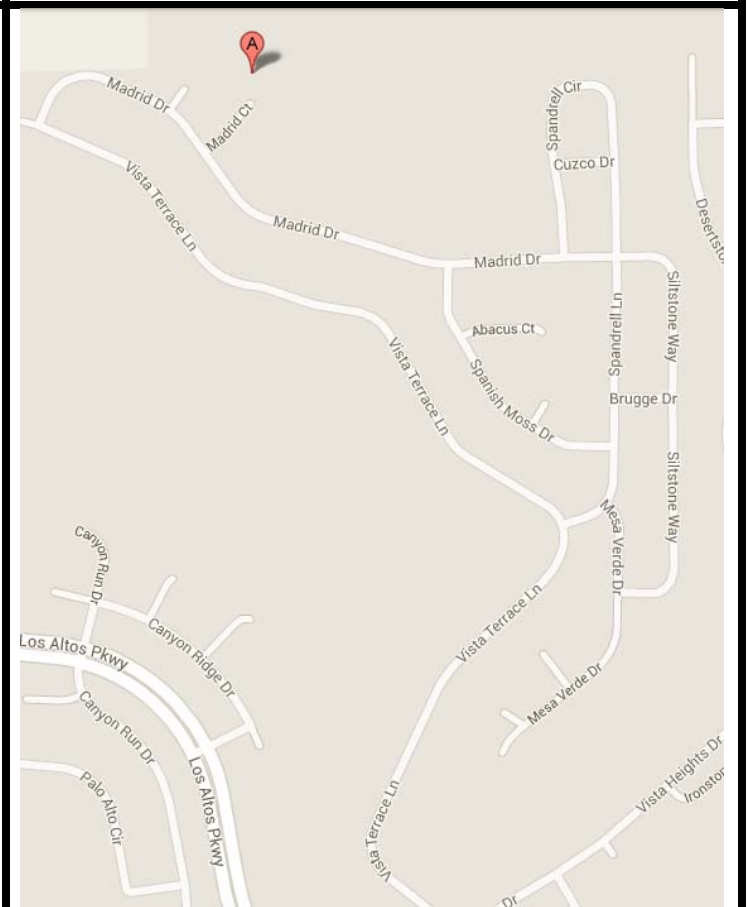 A
Madrid Dr
Madrid Ct
Spandrell Cir
Cuzco Dr
Vista Terrace Ln
Madrid Dr
Madrid Dr
Siltstone Way
Spandrell Ln
Abacus Ct
Vista Terrace Ln
Spanish Moss Dr
Brugge Dr
Siltstone Way
Mesa Verde Dr
Canyon Run Dr
Vista Terrace Ln
Los Altos Pkwy
Canyon Ridge Dr
Mesa Verde Dr
Canyon Run Dr
Vista Heights Dr
Los Altos Pkwy
Palo Alto Cir
Vista Terrace Ln
Dr